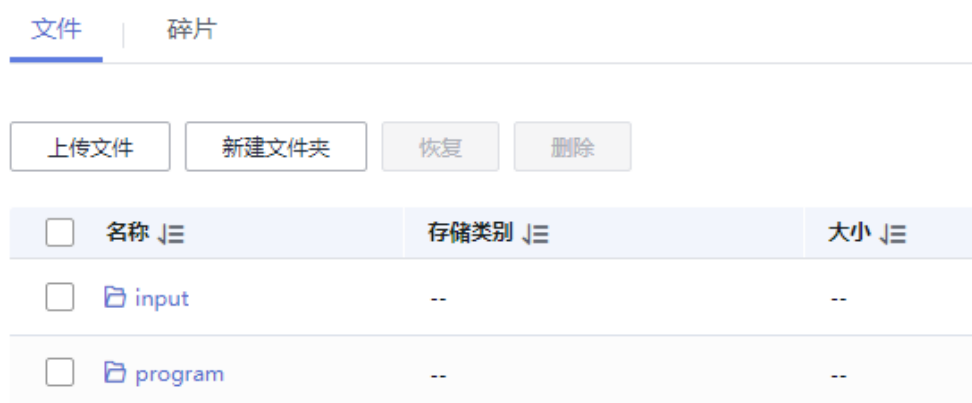 文件 碎片
上传文件 新建文件夹 恢复 删除
名称 存储类别 大小
input -- --
program -- --